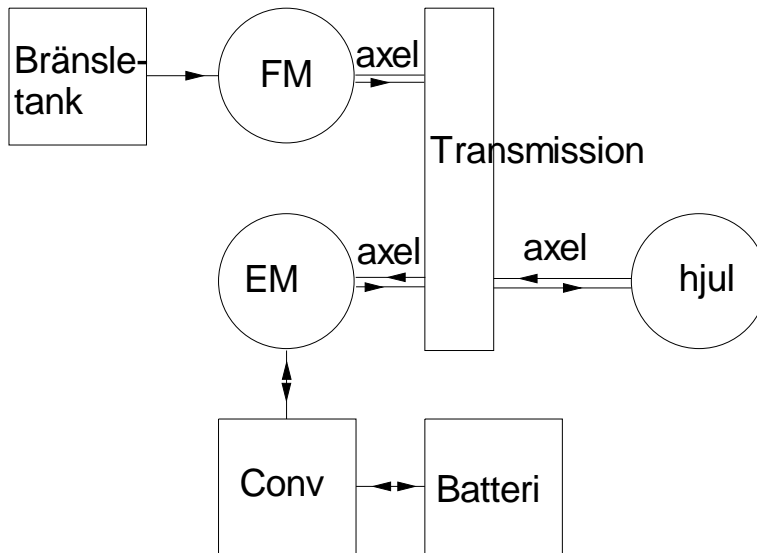 Bränsle-
tank
FM
axel
Transmission
EM
axel
axel
hjul
Conv
Batteri